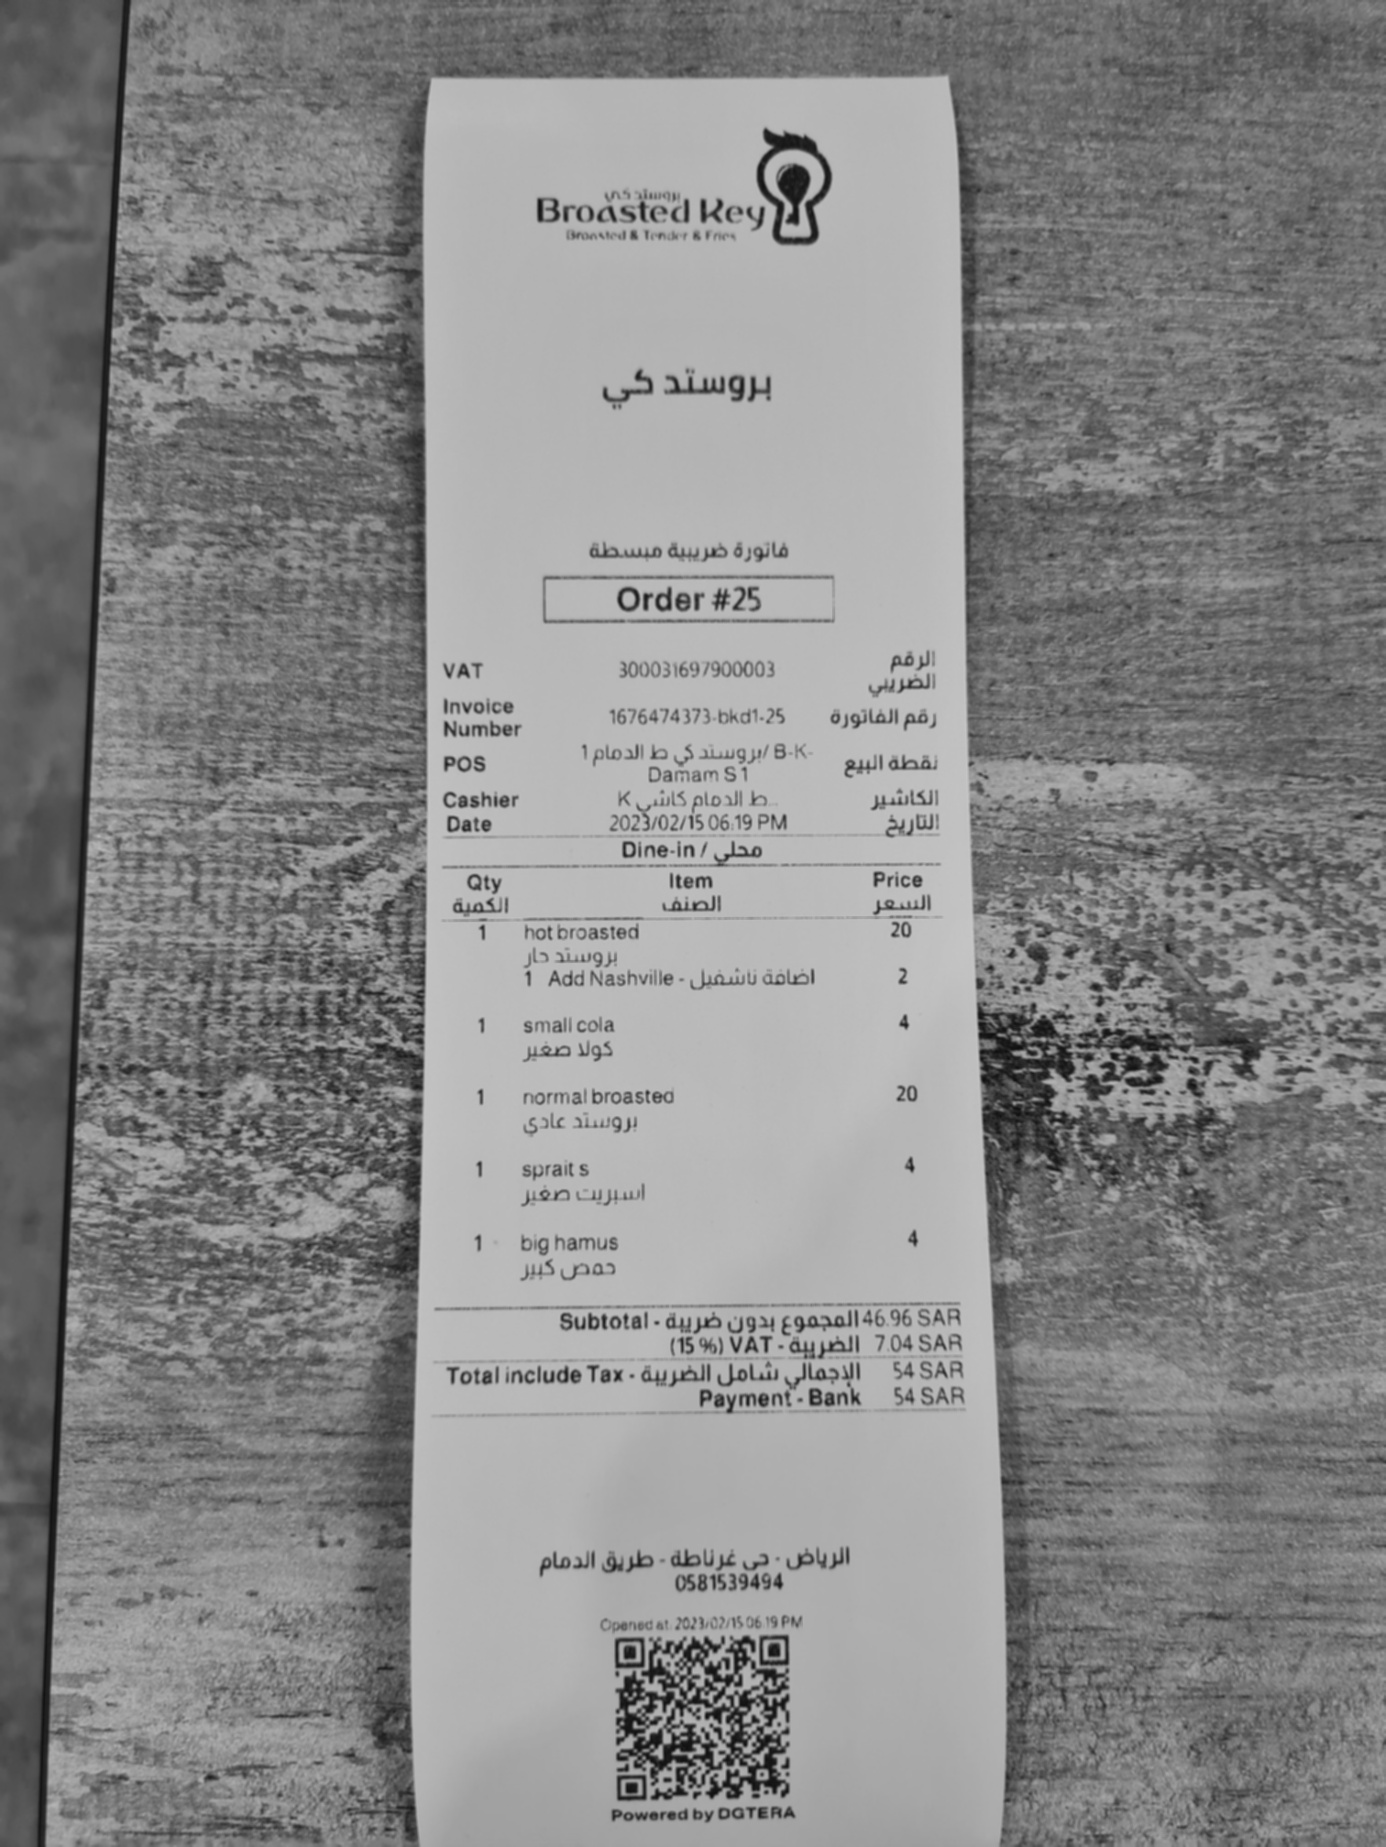 بروستد كي
Broasted Key
Broasted & Tender & Fries
بروستد كي
فاتورة ضريبية مبسطة
Order #25
VAT 300031697900003 الرقم الضريبي
Invoice Number 1676474373-bkd1-25 رقم الفاتورة
POS بروستد كي ط الدمام 1/ B-K-Damam S1 نقطة البيع
Cashier ط الدمام كاشي K... الكاشير
Date 2023/02/15 06:19 PM التاريخ
Dine-in / محلي
Qty Item Price
الكمية الصنف السعر
1 hot broasted 20
بروستد حار
1 Add Nashville - اضافة ناشفيل 2
1 small cola 4
كولا صغير
1 normal broasted 20
بروستد عادي
1 sprait s 4
اسبريت صغير
1 big hamus 4
حمص كبير
Subtotal - المجموع بدون ضريبة 46.96 SAR
(15%) VAT - الضريبة 7.04 SAR
Total include Tax - الإجمالي شامل الضريبة 54 SAR
Payment - Bank 54 SAR
الرياض - حي غرناطة - طريق الدمام
0581539494
Opened at: 2023/02/15 06:19 PM
Powered by DGTERA